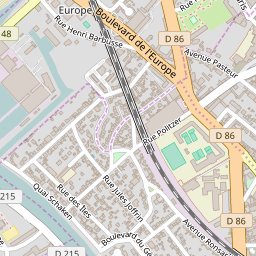 Europe
Boulevard de l'Europe
Rue Henri Barbusse
D 86
48
Avenue Pasteur
Rue Politzer
D 86
D 215
Rue des Îtes
Quai Schaken
Rue Jules Joffrin
D 86
D 215
Boulevard du Gé
Avenue Ronsar